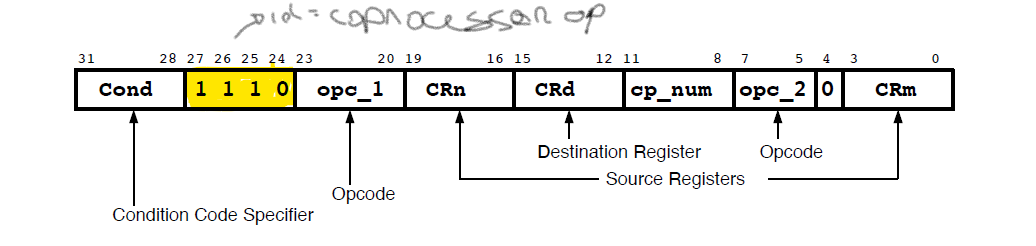 oid = coprocessor op
31 28 27 26 25 24 23 20 19 16 15 12 11 8 7 5 4 3 0
Cond 1 1 1 0 opc_1 CRn CRd cp_num opc_2 0 CRm
Destination Register Opcode
Source Registers
Opcode
Condition Code Specifier